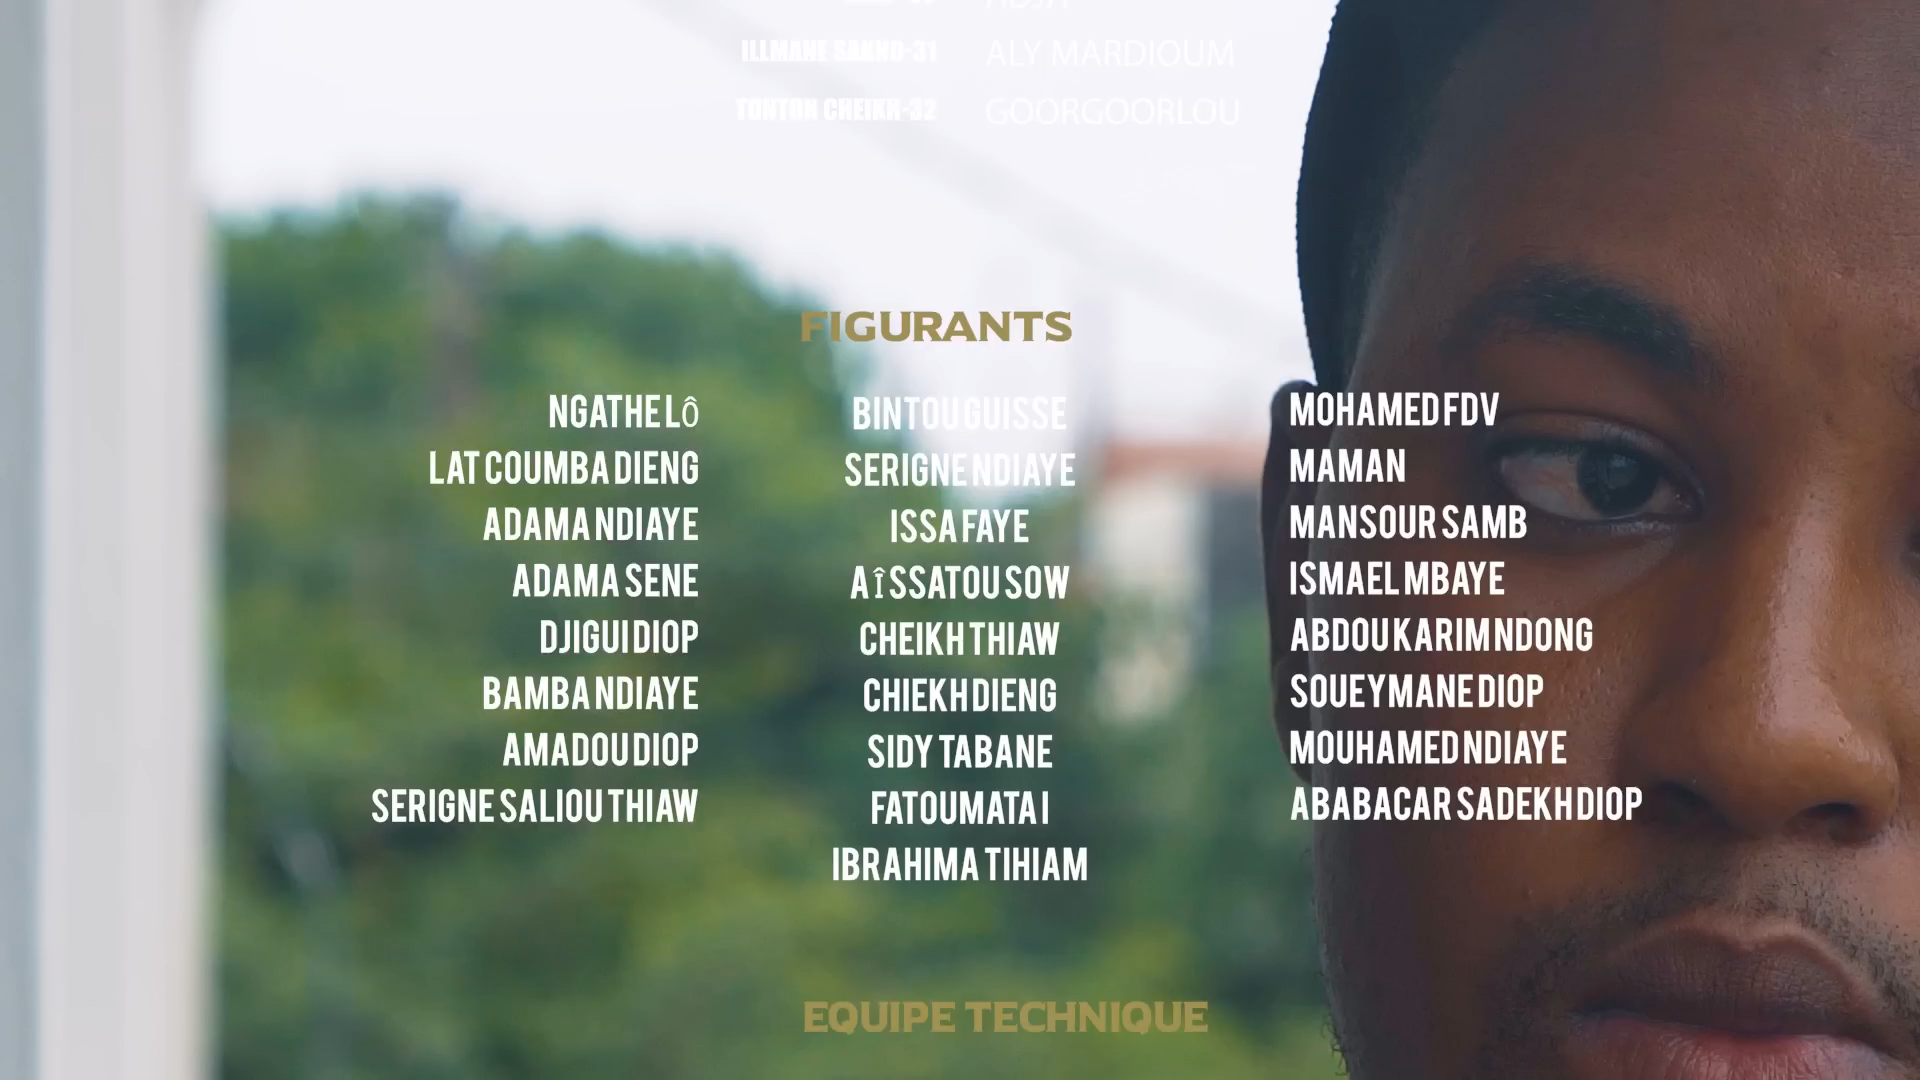 ILLMANE SAKHO-31 ALY MARDIOUM
TONTON CHEIKH-32 GOORGOORLOU
FIGURANTS
NGATHE LÔ
LAT COUMBA DIENG
ADAMA NDIAYE
ADAMA SENE
DJIGUI DIOP
BAMBA NDIAYE
AMADOU DIOP
SERIGNE SALIOU THIAW
BINTOU GUISSE
SERIGNE NDIAYE
ISSA FAYE
AÎSSATOU SOW
CHEIKH THIAW
CHIEKH DIENG
SIDY TABANE
FATOUMATA I
IBRAHIMA TIHIAM
MOHAMED FDV
MAMAN
MANSOUR SAMB
ISMAEL MBAYE
ABDOU KARIM NDONG
SOUEYMANE DIOP
MOUHAMED NDIAYE
ABABACAR SADEKH DIOP
EQUIPE TECHNIQUE